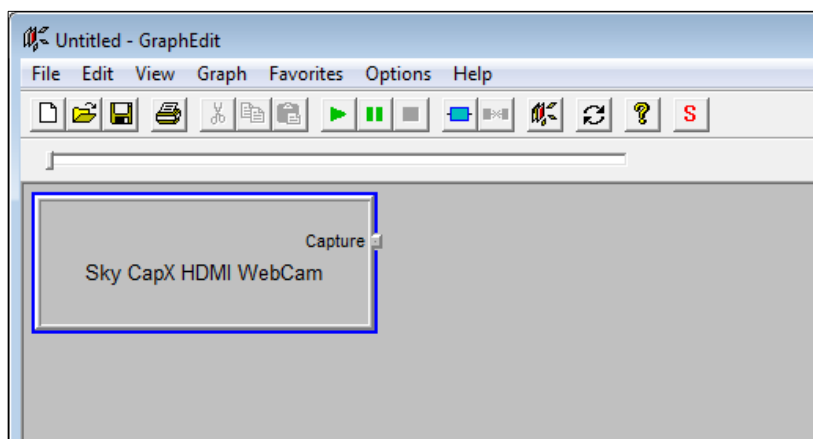 Untitled - GraphEdit
File Edit View Graph Favorites Options Help
? S
Capture
Sky CapX HDMI WebCam